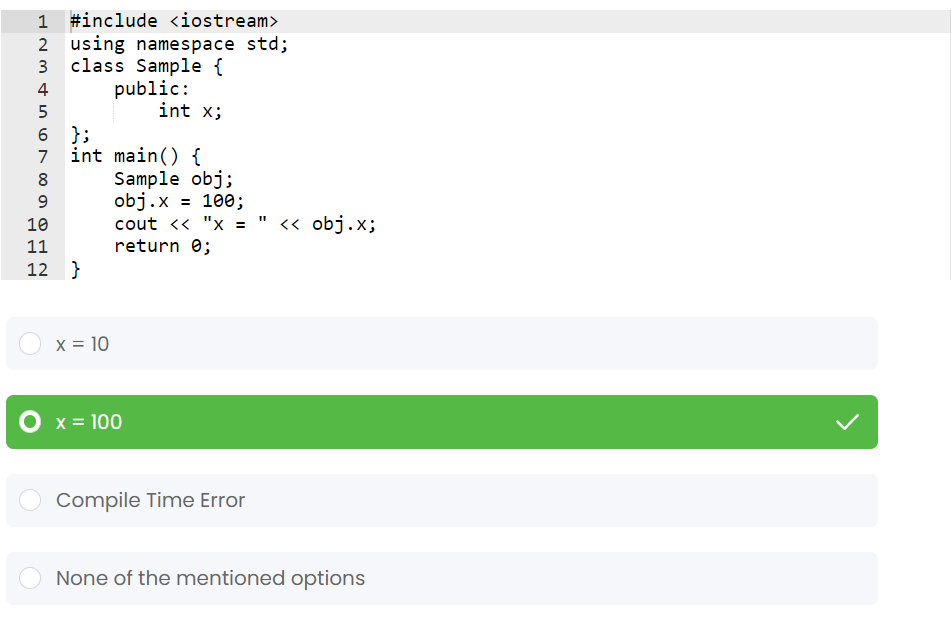 1 #include <iostream>
2 using namespace std;
3 class Sample {
4     public:
5         int x;
6 };
7 int main() {
8     Sample obj;
9     obj.x = 100;
10     cout << "x = " << obj.x;
11     return 0;
12 }
x = 10
x = 100
Compile Time Error
None of the mentioned options